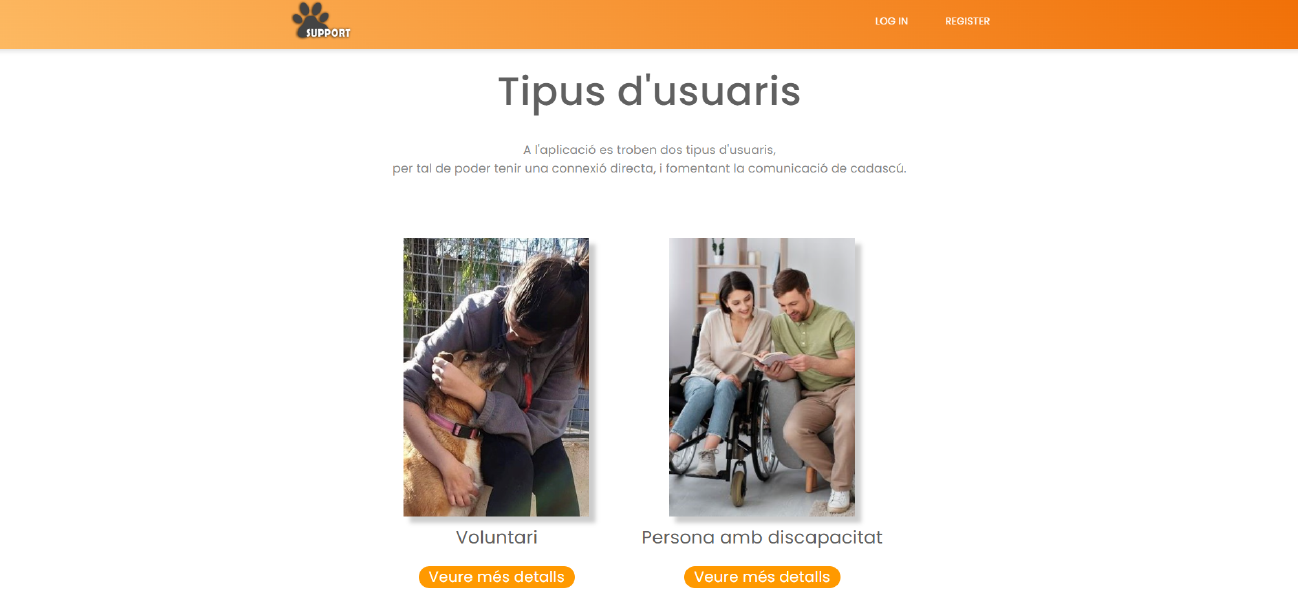 SUPPORT
LOG IN
REGISTER
Tipus d'usuaris
A l'aplicació es troben dos tipus d'usuaris,
per tal de poder tenir una connexió directa, i fomentant la comunicació de cadascú.
Voluntari
Persona amb discapacitat
Veure més detalls
Veure més detalls